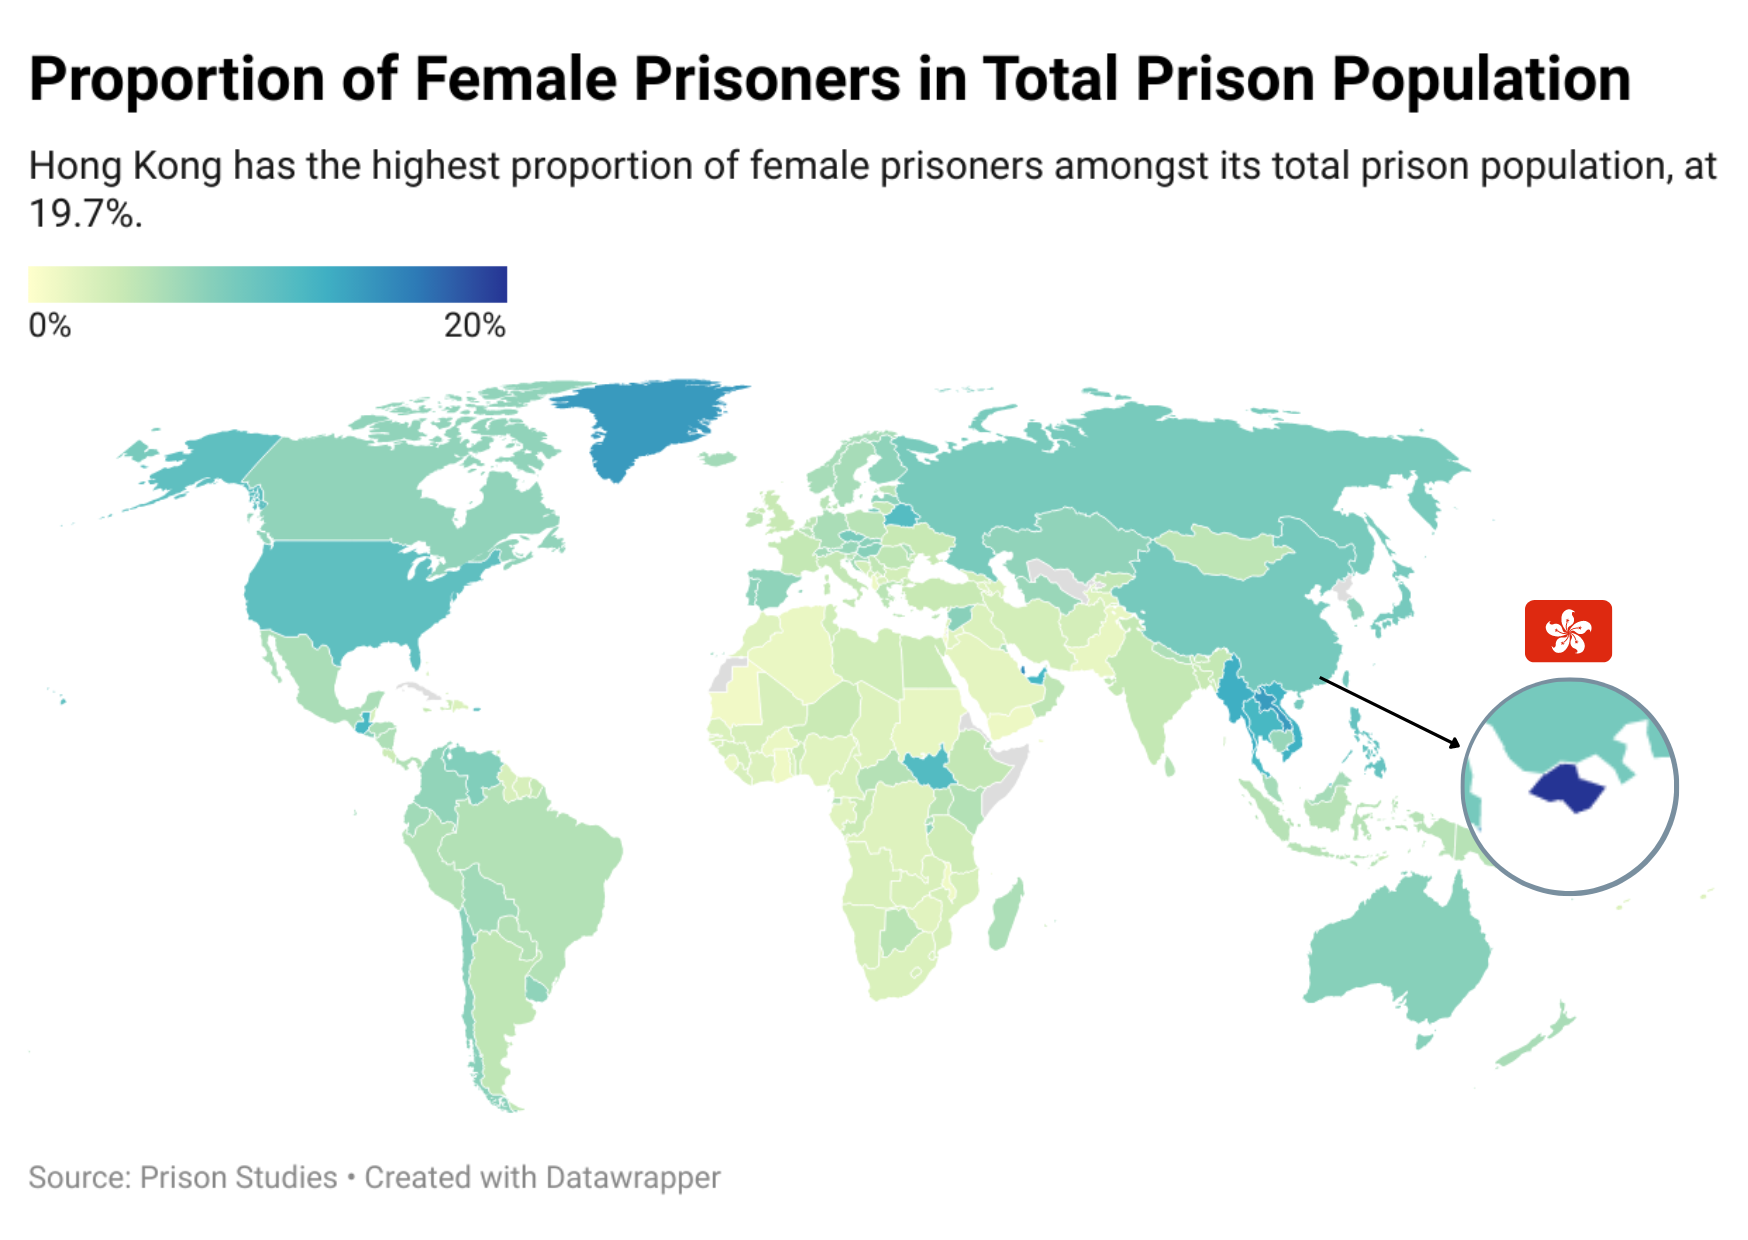 Proportion of Female Prisoners in Total Prison Population
Hong Kong has the highest proportion of female prisoners amongst its total prison population, at
19.7%.
0%
20%
Source: Prison Studies • Created with Datawrapper